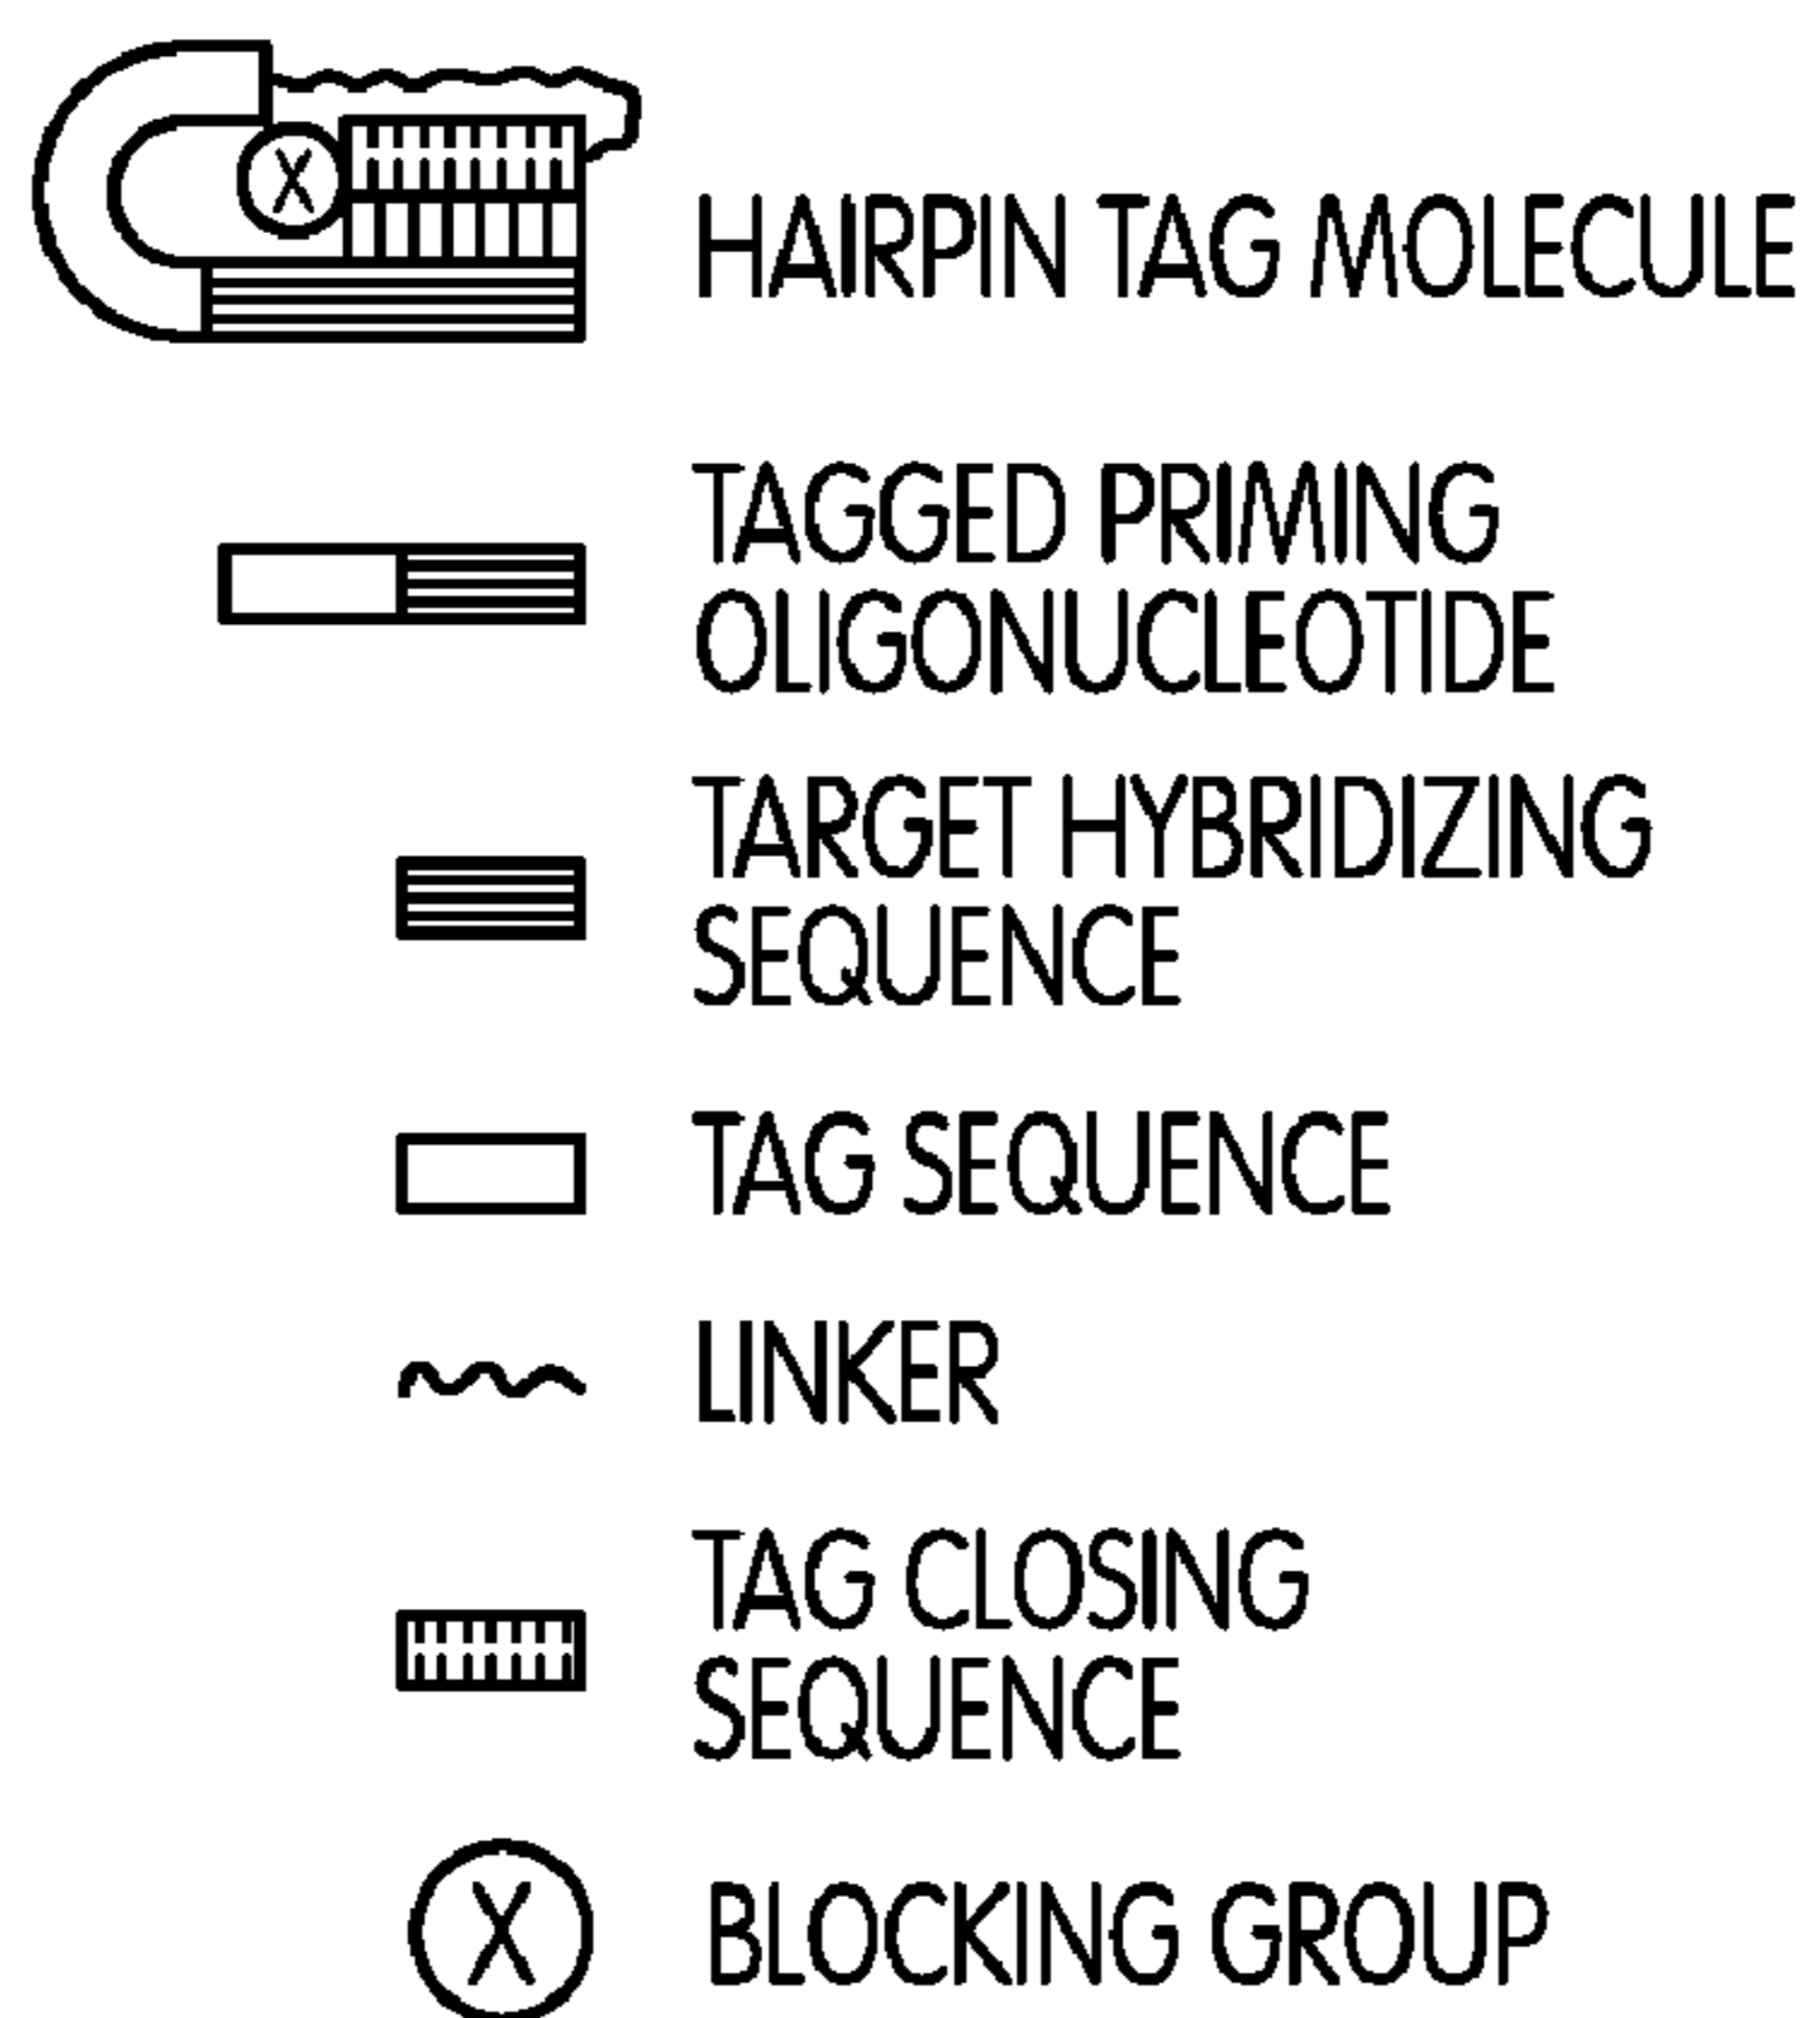 HAIRPIN TAG MOLECULE
TAGGED PRIMING
OLIGONUCLEOTIDE
TARGET HYBRIDIZING
SEQUENCE
TAG SEQUENCE
LINKER
TAG CLOSING
SEQUENCE
BLOCKING GROUP
X
X